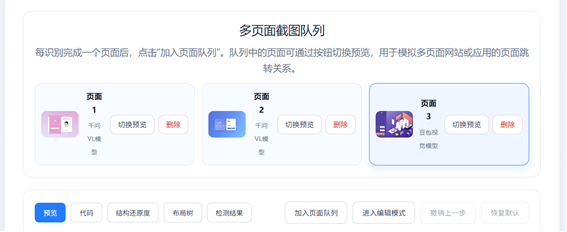 多页面截图队列
每识别完成一个页面后，点击“加入页面队列”。队列中的页面可通过按钮切换预览，用于模拟多页面网站或应用的页面跳
转关系。
页面
1
千问
VL模
型
切换预览
删除
页面
2
千问
VL模
型
切换预览
删除
页面
3
豆包视
觉模型
切换预览
删除
预览
代码
结构还原度
布局树
检测结果
加入页面队列
进入编辑模式
撤销上一步
恢复默认